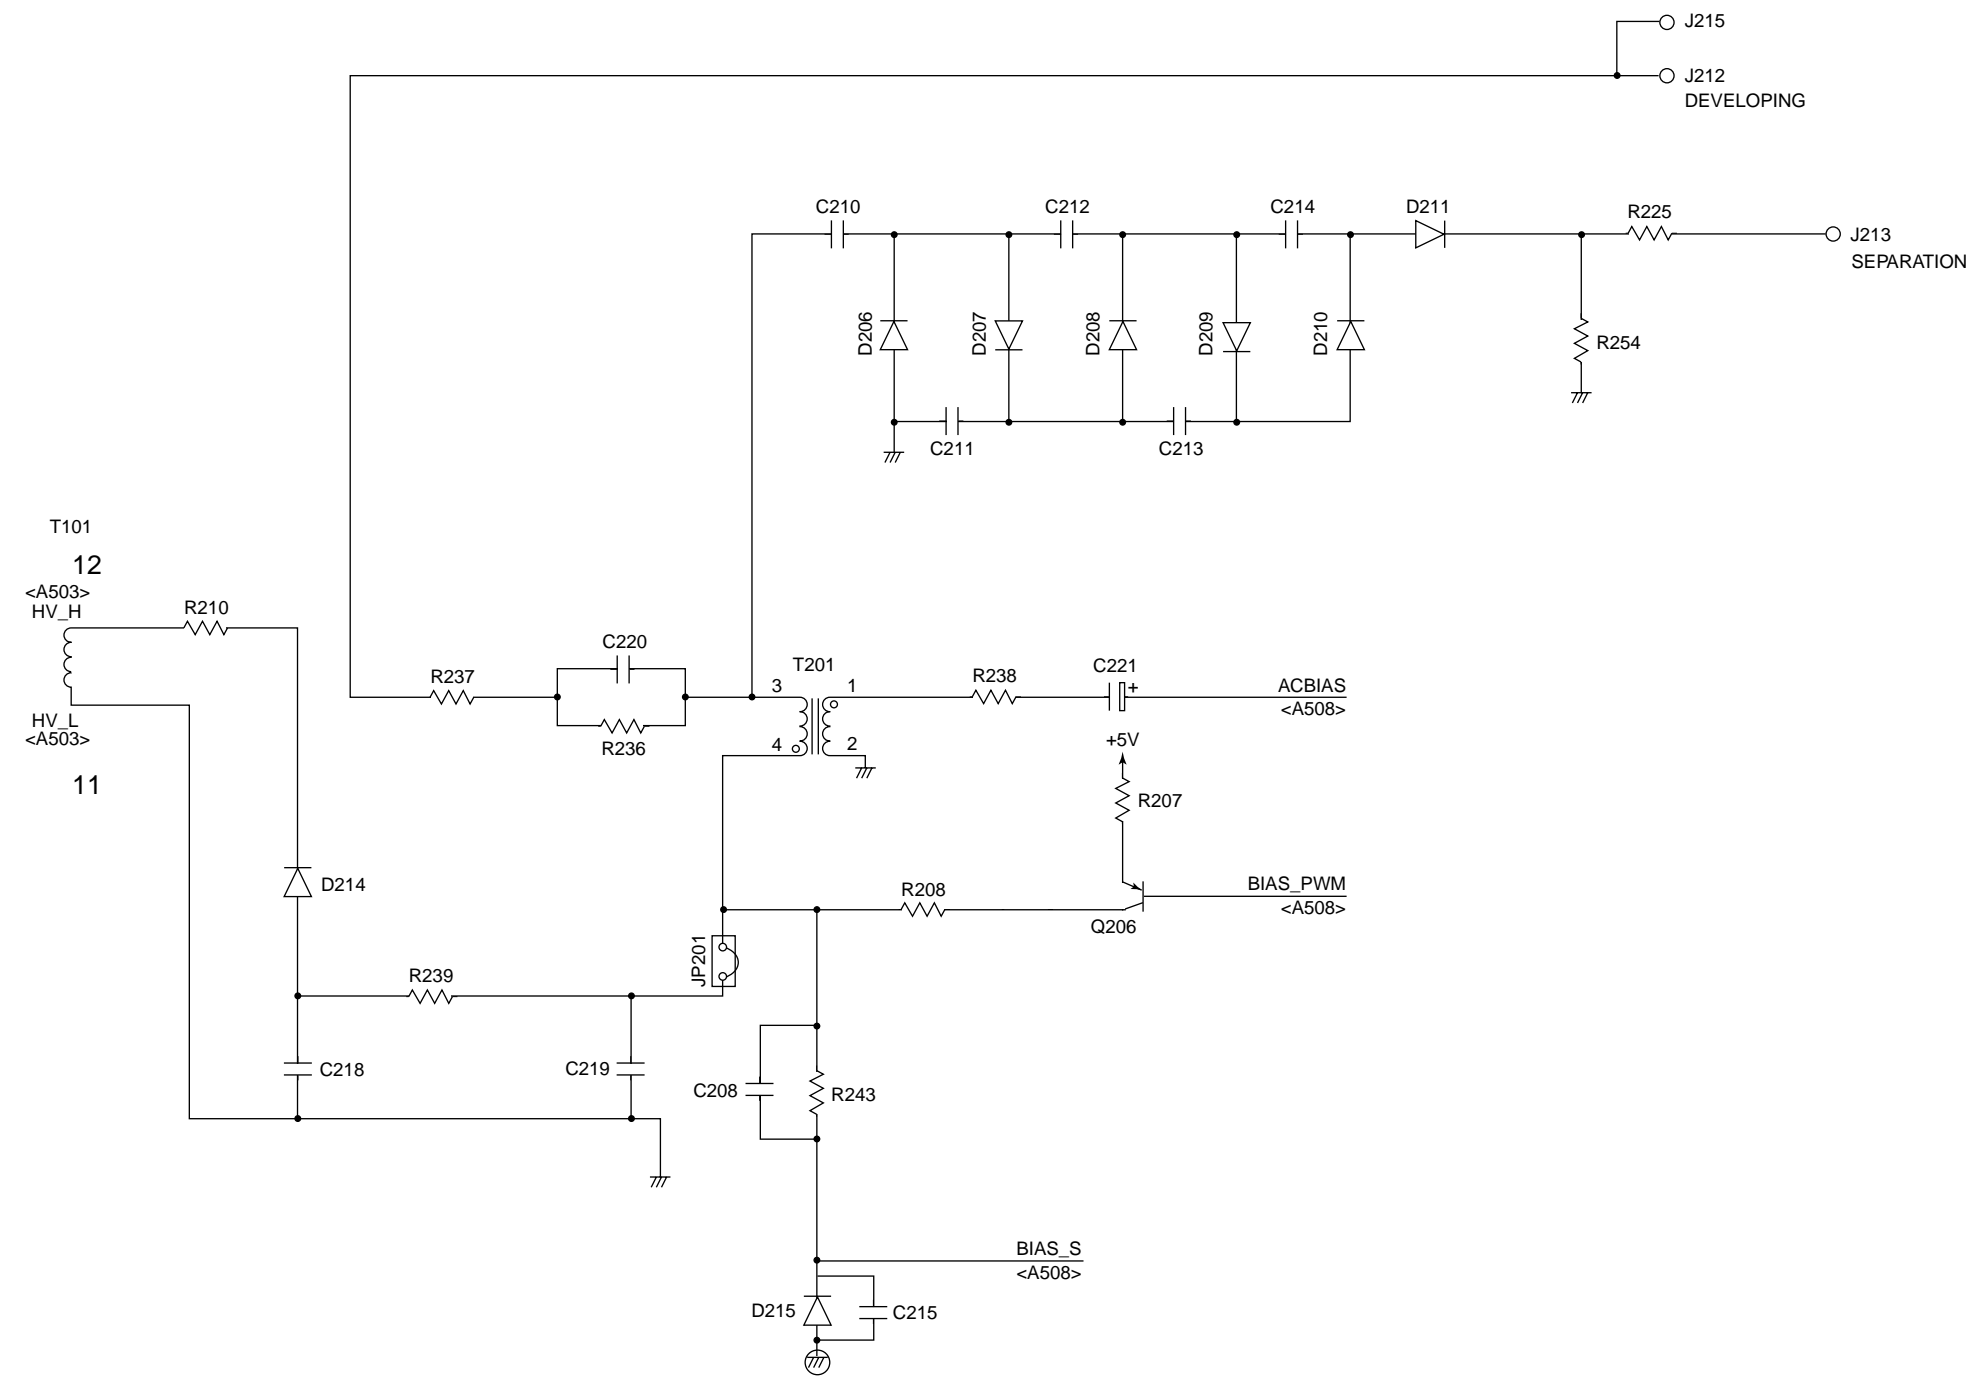 J215
J212
DEVELOPING
C210
C212
C214
D211
R225
J213
SEPARATION
D206
D207
D208
D209
D210
R254
C211
C213
T101
12
<A503>
HV_H
R210
HV_L
<A503>
11
C220
R237
R236
T201
3
1
4
2
R238
C221
+
ACBIAS
<A508>
+5V
R207
D214
R208
BIAS_PWM
<A508>
Q206
JP201
R239
C218
C219
C208
R243
BIAS_S
<A508>
D215
C215